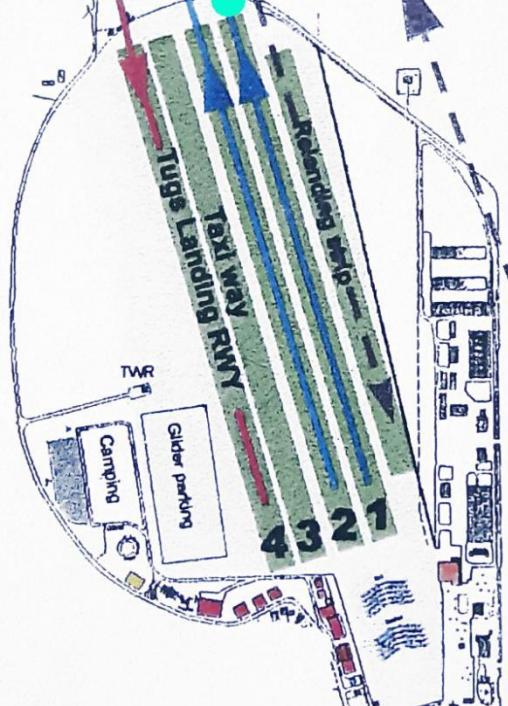 Relanding strip
Taxi way
Tugs Landing RWY
TWR
Camping
Glider parking
4 3 2 1